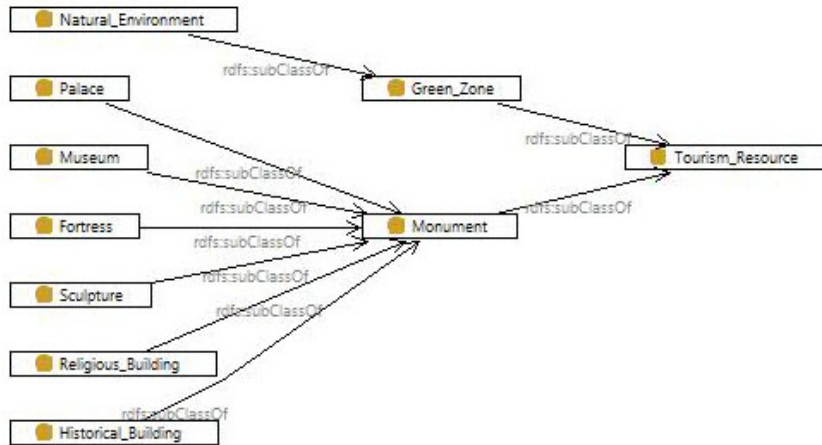 Natural_Environment
rdfs:subClassOf
Palace
Green_Zone
rdfs:subClassOf
Museum
Tourism_Resource
rdfs:subClassOf
rdfs:subClassOf
rdfs:subClassOf
Fortress
Monument
rdfs:subClassOf
rdfs:subClassOf
Sculpture
rdfs:subClassOf
Religious_Building
rdfs:subClassOf
Historical_Building